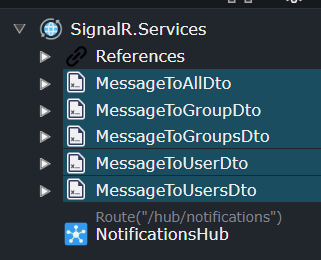 SignalR.Services
References
MessageToAllDto
MessageToGroupDto
MessageToGroupsDto
MessageToUserDto
MessageToUsersDto
Route("/hub/notifications")
NotificationsHub